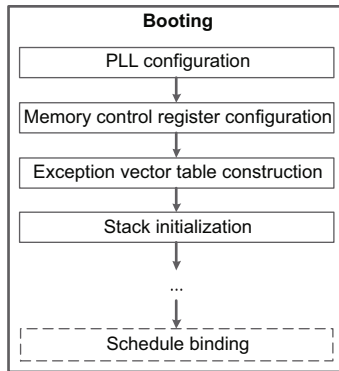 Booting
PLL configuration
Memory control register configuration
Exception vector table construction
Stack initialization
...
Schedule binding